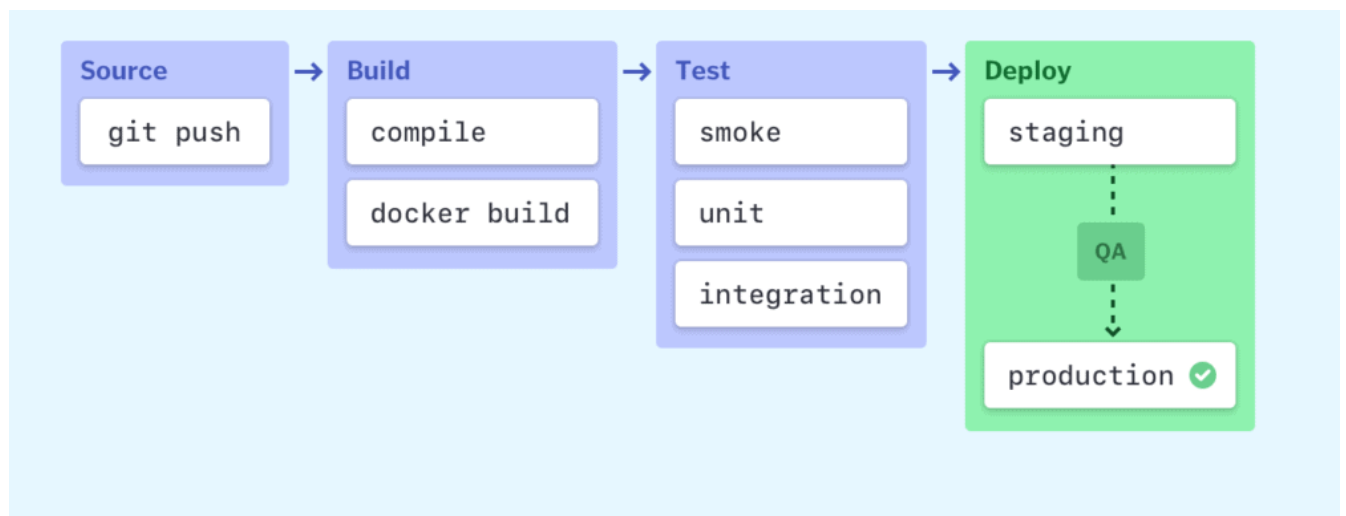 Source
git push
Build
compile
docker build
Test
smoke
unit
integration
Deploy
staging
QA
production